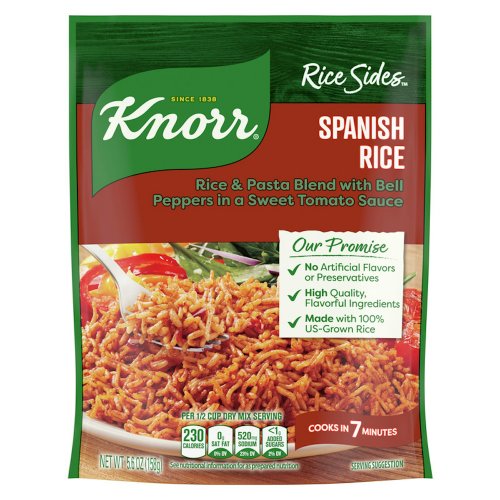 Rice Sides™
SINCE 1838
Knorr®
SPANISH
RICE
Rice & Pasta Blend with Bell
Peppers in a Sweet Tomato Sauce
Our Promise
✓ No Artificial Flavors
or Preservatives
✓ High Quality,
Flavorful Ingredients
✓ Made with 100%
US-Grown Rice
PER 1/2 CUP DRY MIX SERVING
230
CALORIES
0g
SAT FAT
0% DV
520mg
SODIUM
23% DV
<1g
ADDED
SUGARS
2% DV
COOKS IN 7 MINUTES
NET WT 5.6 OZ (158g)
See nutritional information for as prepared nutrition.
SERVING SUGGESTION